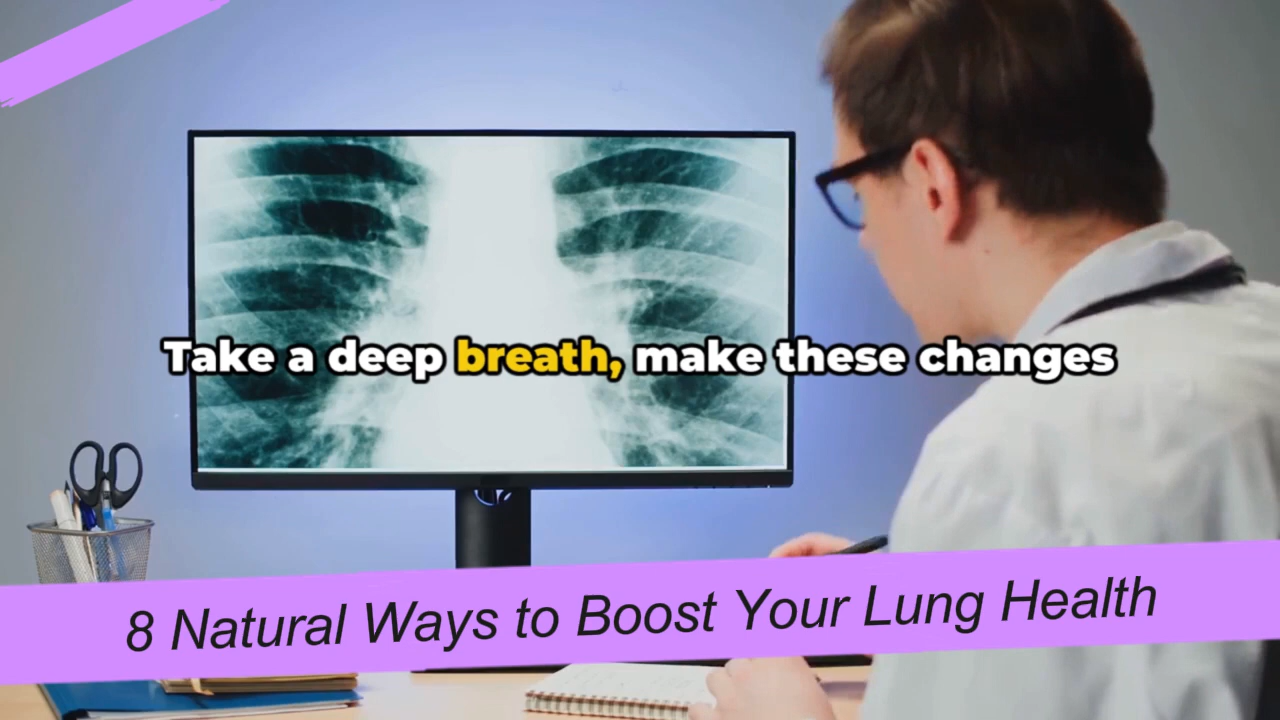 Take a deep breath, make these changes
8 Natural Ways to Boost Your Lung Health